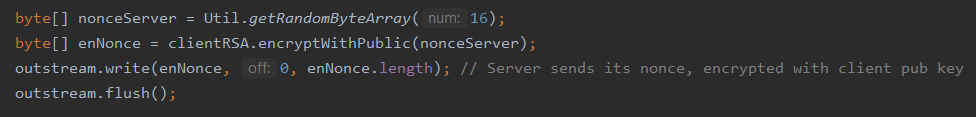 byte[] nonceServer = Util.getRandomByteArray( num: 16);
byte[] enNonce = clientRSA.encryptWithPublic(nonceServer);
outstream.write(enNonce, off: 0, enNonce.length); // Server sends its nonce, encrypted with client pub key
outstream.flush();